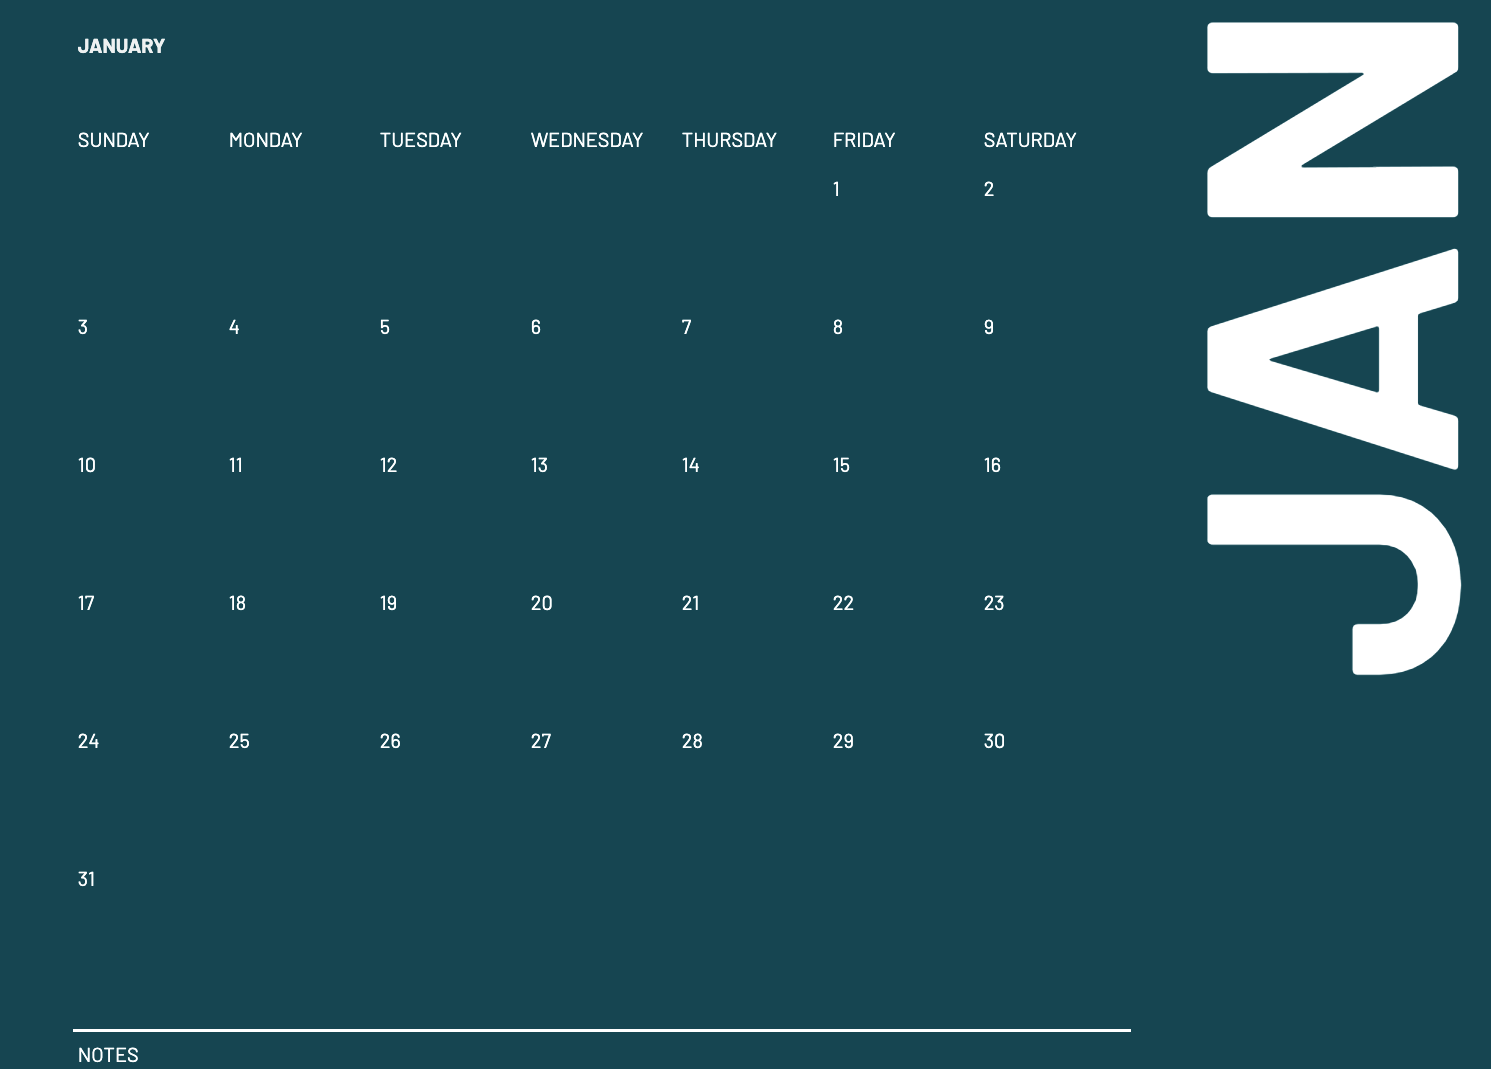 JANUARY
SUNDAY MONDAY TUESDAY WEDNESDAY THURSDAY FRIDAY SATURDAY
1 2
3 4 5 6 7 8 9
10 11 12 13 14 15 16
17 18 19 20 21 22 23
24 25 26 27 28 29 30
31
NOTES
JAN